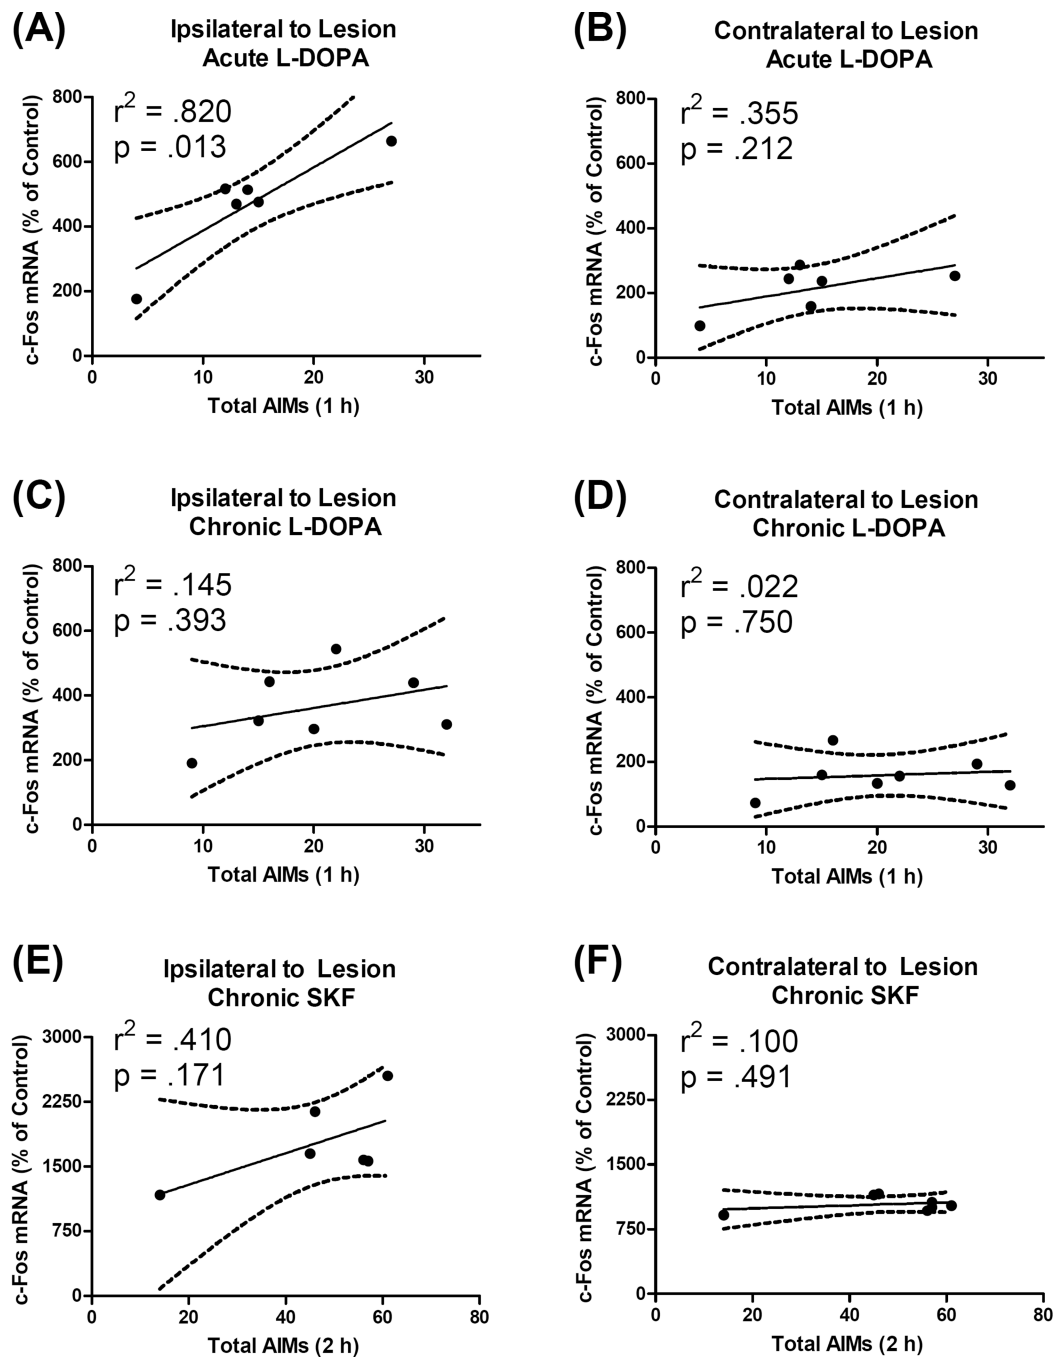 (A)
Ipsilateral to Lesion
Acute L-DOPA
r² = .820
p = .013
c-Fos mRNA (% of Control)
800
600
400
200
0
0 10 20 30
Total AIMs (1 h)
(B)
Contralateral to Lesion
Acute L-DOPA
r² = .355
p = .212
c-Fos mRNA (% of Control)
800
600
400
200
0
0 10 20 30
Total AIMs (1 h)
(C)
Ipsilateral to Lesion
Chronic L-DOPA
r² = .145
p = .393
c-Fos mRNA (% of Control)
800
600
400
200
0
0 10 20 30
Total AIMs (1 h)
(D)
Contralateral to Lesion
Chronic L-DOPA
r² = .022
p = .750
c-Fos mRNA (% of Control)
800
600
400
200
0
0 10 20 30
Total AIMs (1 h)
(E)
Ipsilateral to Lesion
Chronic SKF
r² = .410
p = .171
c-Fos mRNA (% of Control)
3000
2250
1500
750
0
0 20 40 60 80
Total AIMs (2 h)
(F)
Contralateral to Lesion
Chronic SKF
r² = .100
p = .491
c-Fos mRNA (% of Control)
3000
2250
1500
750
0
0 20 40 60 80
Total AIMs (2 h)